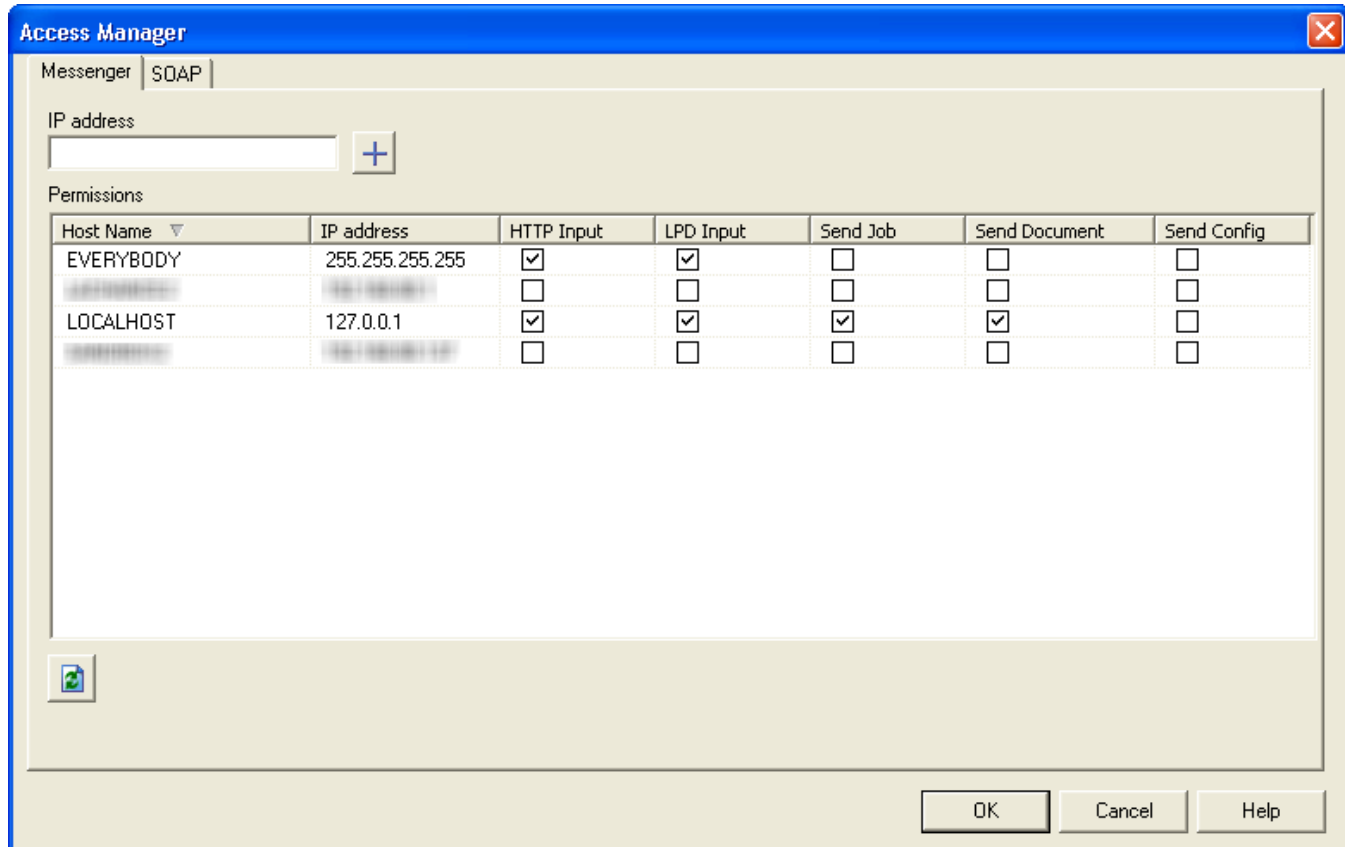 Access Manager
Messenger SOAP
IP address
Permissions
Host Name IP address HTTP Input LPD Input Send Job Send Document Send Config
EVERYBODY 255.255.255.255
LOCALHOST 127.0.0.1
OK Cancel Help